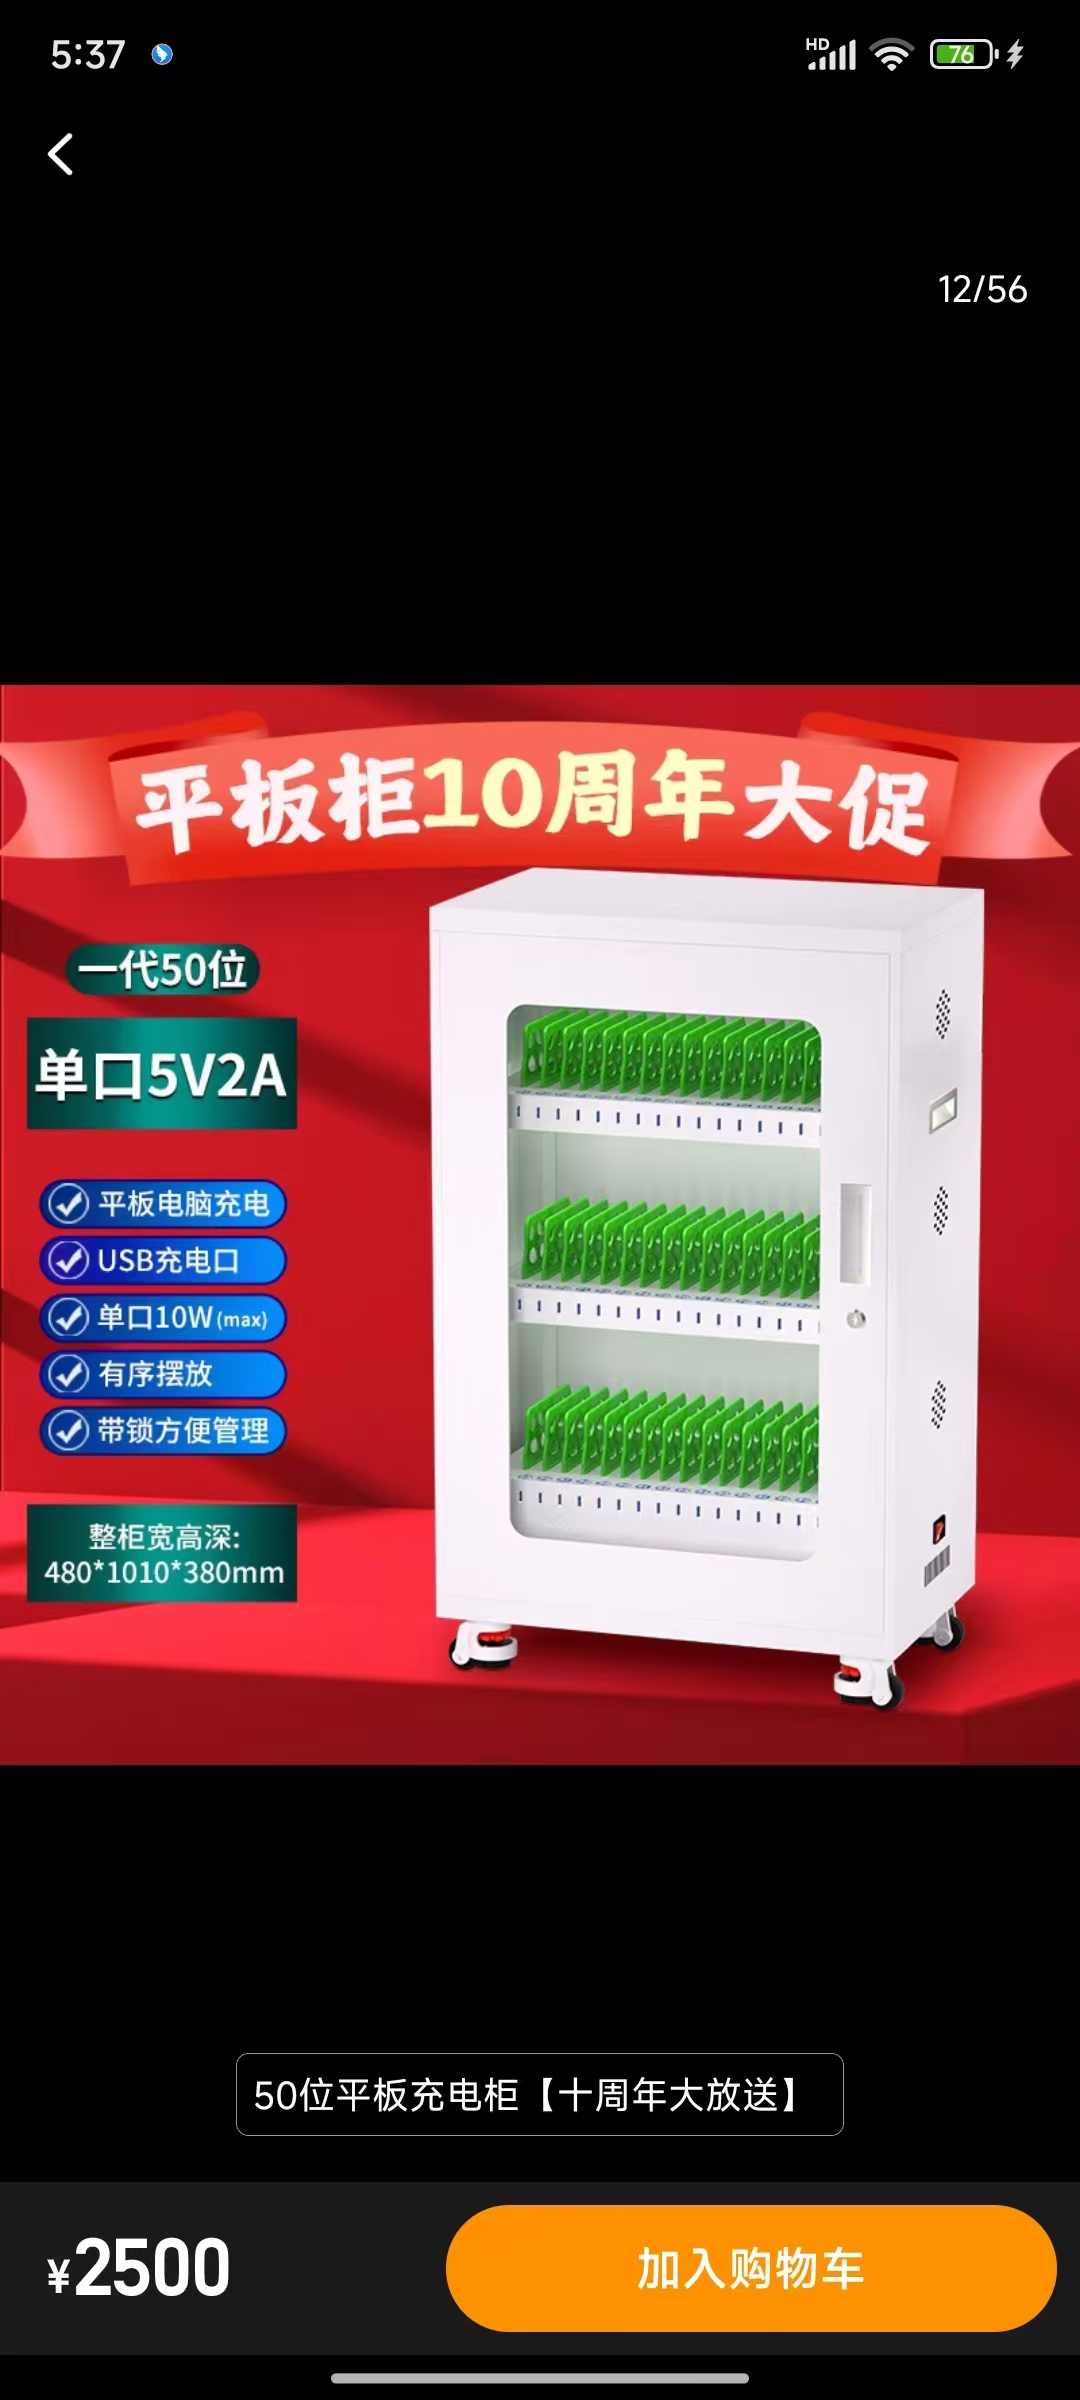 5:37
HD
76
12/56
平板柜10周年大促
一代50位
单口5V2A
平板电脑充电
USB充电口
单口10W(max)
有序摆放
带锁方便管理
整柜宽高深:
480*1010*380mm
50位平板充电柜【十周年大放送】
¥2500
加入购物车